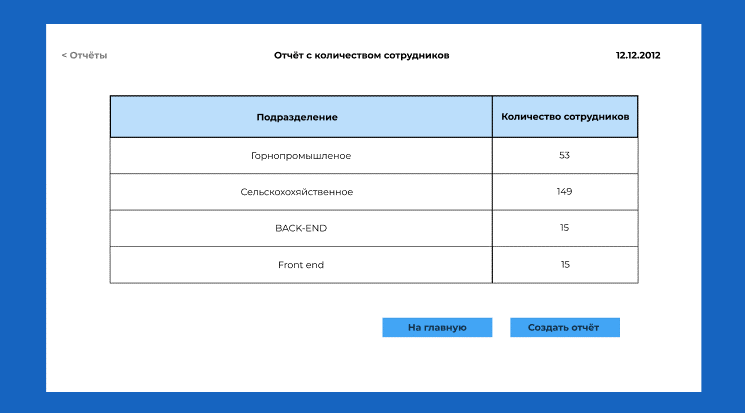 < Отчёты
Отчёт с количеством сотрудников
12.12.2012
Подразделение
Количество сотрудников
Горнопромышленое
53
Сельскохохяйственное
149
BACK-END
15
Front end
15
На главную
Создать отчёт